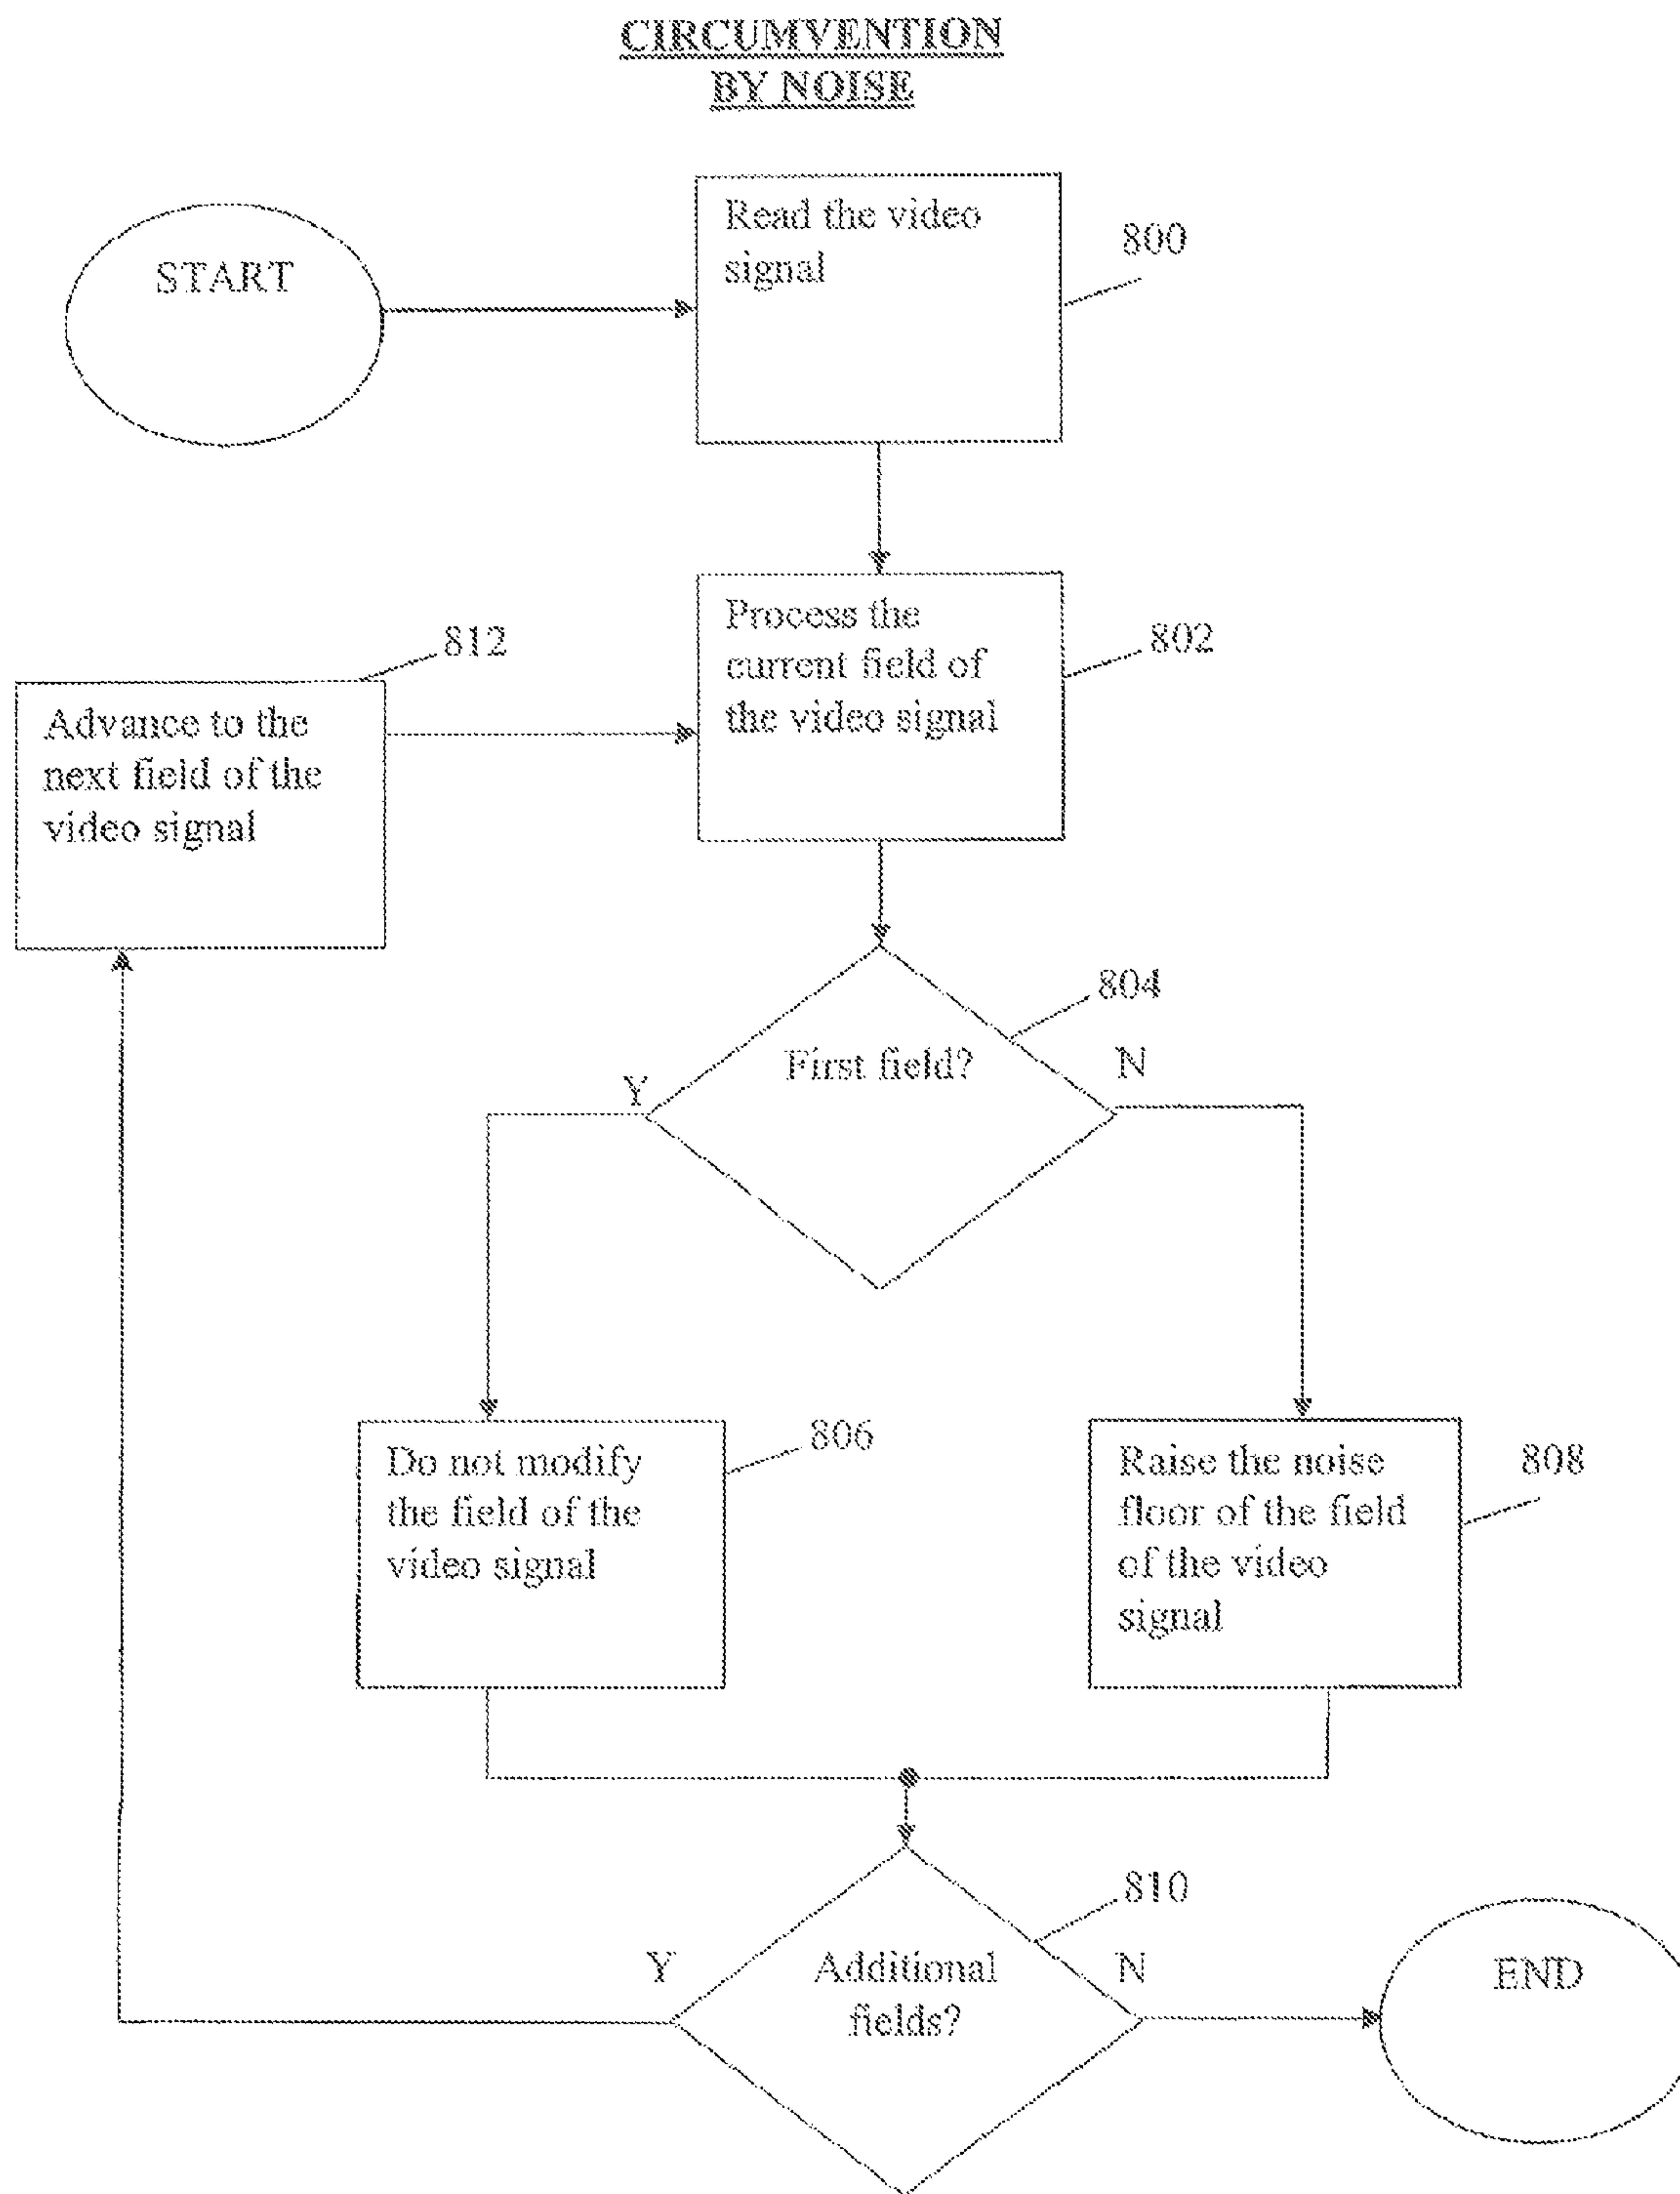 CIRCUMVENTION
BY NOISE
START
Read the video
signal
800
Process the
current field of
the video signal
802
812
Advance to the
next field of the
video signal
804
First field?
Y
N
Do not modify
the field of the
video signal
806
Raise the noise
floor of the field
of the video
signal
808
810
Additional
fields?
Y
N
END